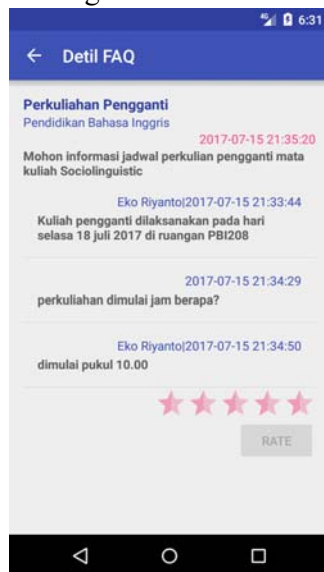 4G 6:31
Detil FAQ
Perkuliahan Pengganti
Pendidikan Bahasa Inggris
2017-07-15 21:35:20
Mohon informasi jadwal perkulian pengganti mata
kuliah Sociolinguistic
Eko Riyanto|2017-07-15 21:33:44
Kuliah pengganti dilaksanakan pada hari
selasa 18 juli 2017 di ruangan PBI208
2017-07-15 21:34:29
perkuliahan dimulai jam berapa?
Eko Riyanto|2017-07-15 21:34:50
dimulai pukul 10.00
RATE